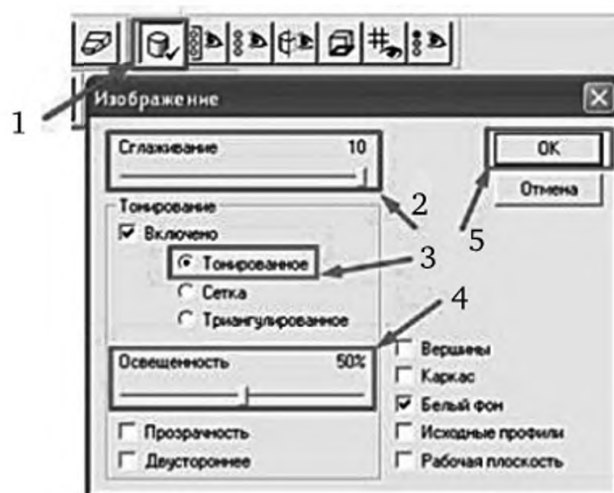 1
Изображение
Сглаживание 10
OK
2
Отмена
5
Тонирование
Включено
Тонированное
3
Сетка
Триангулированное
4
Освещенность 50%
Вершины
Каркас
Белый фон
Прозрачность
Исходные профили
Двустороннее
Рабочая плоскость